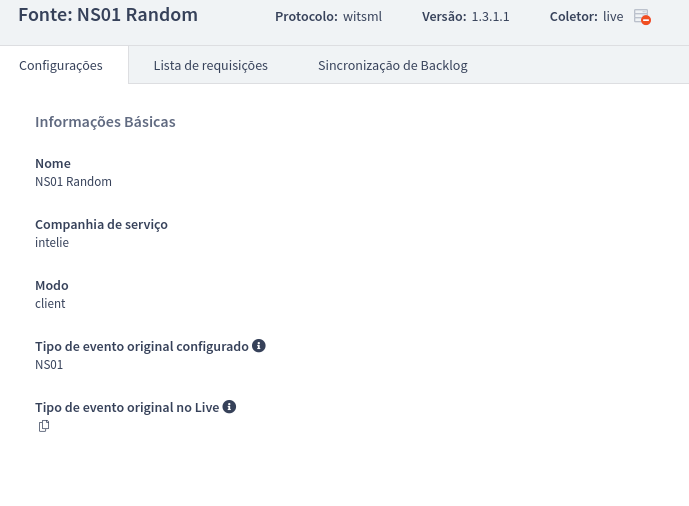 Fonte: NS01 Random
Protocolo: witsml
Versão: 1.3.1.1
Coletor: live
Configurações
Lista de requisições
Sincronização de Backlog
Informações Básicas
Nome
NS01 Random
Companhia de serviço
intelie
Modo
client
Tipo de evento original configurado
NS01
Tipo de evento original no Live